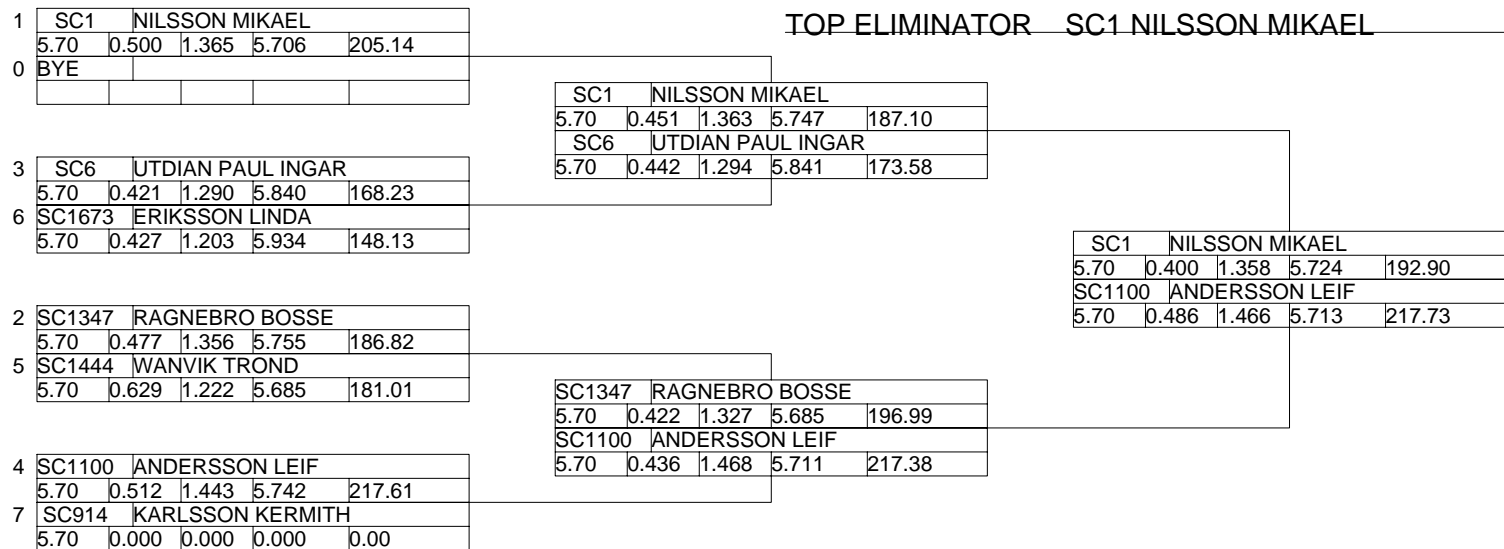 TOP ELIMINATOR SC1 NILSSON MIKAEL
1 SC1 NILSSON MIKAEL
5.70 0.500 1.365 5.706 205.14
0 BYE
3 SC6 UTDIAN PAUL INGAR
5.70 0.421 1.290 5.840 168.23
6 SC1673 ERIKSSON LINDA
5.70 0.427 1.203 5.934 148.13
2 SC1347 RAGNEBRO BOSSE
5.70 0.477 1.356 5.755 186.82
5 SC1444 WANVIK TROND
5.70 0.629 1.222 5.685 181.01
4 SC1100 ANDERSSON LEIF
5.70 0.512 1.443 5.742 217.61
7 SC914 KARLSSON KERMITH
5.70 0.000 0.000 0.000 0.00
SC1 NILSSON MIKAEL
5.70 0.451 1.363 5.747 187.10
SC6 UTDIAN PAUL INGAR
5.70 0.442 1.294 5.841 173.58
SC1347 RAGNEBRO BOSSE
5.70 0.422 1.327 5.685 196.99
SC1100 ANDERSSON LEIF
5.70 0.436 1.468 5.711 217.38
SC1 NILSSON MIKAEL
5.70 0.400 1.358 5.724 192.90
SC1100 ANDERSSON LEIF
5.70 0.486 1.466 5.713 217.73